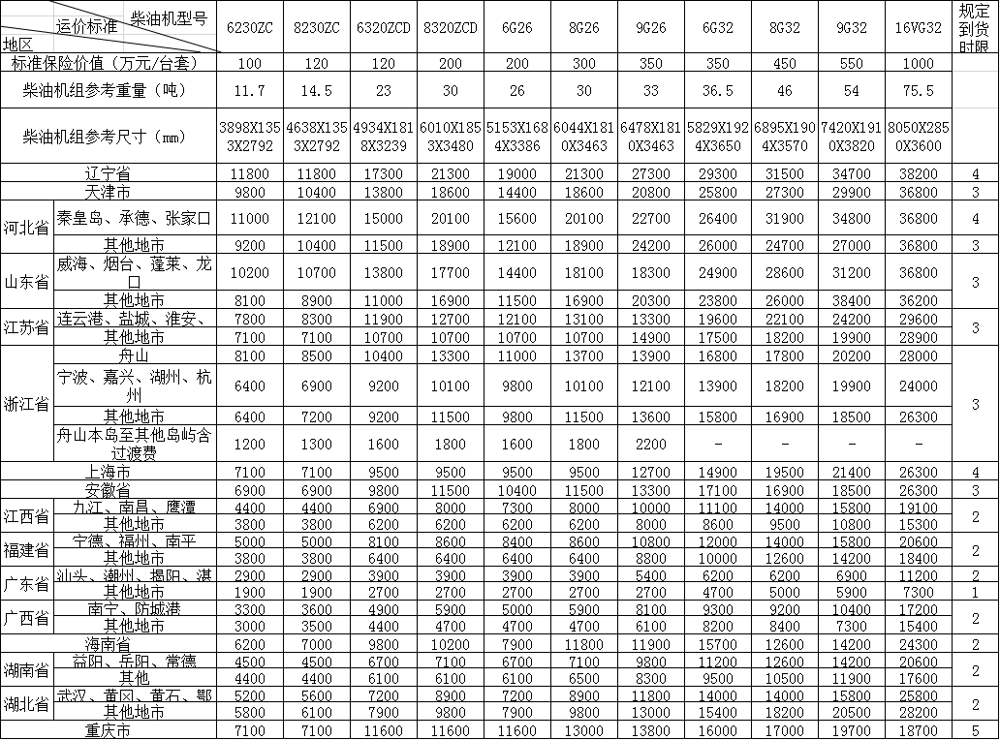 柴油机型号
运价标准
地区
6230ZC 8230ZC 6320ZCD 8320ZCD 6G26 8G26 9G26 6G32 8G32 9G32 16VG32 规定到货时限
标准保险价值（万元/台套） 100 120 120 200 200 300 350 350 450 550 1000
柴油机组参考重量（吨） 11.7 14.5 23 30 26 30 33 36.5 46 54 75.5
柴油机组参考尺寸（mm） 3898X1353X2792 4638X1353X2792 4934X1818X3239 6010X1853X3480 5153X1684X3386 6044X1810X3463 6478X1810X3463 5829X1924X3650 6895X1904X3570 7420X1910X3820 8050X2850X3600
辽宁省 11800 11800 17300 21300 19000 21300 27300 29300 31500 34700 38200 4
天津市 9800 10400 13800 18600 14400 18600 20800 25800 27300 29900 36800 3
河北省 秦皇岛、承德、张家口 11000 12100 15000 20100 15600 20100 22700 26400 31900 34800 36800 4
其他地市 9200 10400 11500 18900 12100 18900 24200 26000 24700 27000 36800 3
山东省 威海、烟台、蓬莱、龙口 10200 10700 13800 17700 14400 18100 18300 24900 28600 31200 36800 3
其他地市 8100 8900 11000 16900 11500 16900 20300 23800 26000 38400 36200
江苏省 连云港、盐城、淮安、 7800 8300 11900 12700 12100 13100 13300 19600 22100 24200 29600 3
其他地市 7100 7100 10700 10700 10700 10700 14900 17500 18200 19900 28900
浙江省 舟山 8100 8500 10400 13300 11000 13700 13900 16800 17800 20200 28000 3
宁波、嘉兴、湖州、杭州 6400 6900 9200 10100 9800 10100 12100 13900 18200 19900 24000
其他地市 6400 7200 9200 11500 9800 11500 13600 15800 16900 18500 26300
舟山本岛至其他岛屿含过渡费 1200 1300 1600 1800 1600 1800 2200 - - - -
上海市 7100 7100 9500 9500 9500 9500 12700 14900 19500 21400 26300 4
安徽省 6900 6900 9800 11500 10400 11500 13300 17100 16900 18500 26300 3
江西省 九江、南昌、鹰潭 4400 4400 6900 8000 7300 8000 10000 11100 14000 15800 19100 2
其他地市 3800 3800 6200 6200 6200 6200 8000 8600 9500 10800 15300
福建省 宁德、福州、南平 5000 5000 8100 8600 8400 8600 10800 12000 14000 15800 20600 2
其他地市 3800 3800 6400 6400 6400 6400 8800 10000 12600 14200 18400
广东省 汕头、潮州、揭阳、湛 2900 2900 3900 3900 3900 3900 5400 6200 6200 6900 11200 2
其他地市 1900 1900 2700 2700 2700 2700 2700 4700 5000 5900 7300 1
广西省 南宁、防城港 3300 3600 4900 5900 5000 5900 8100 9300 9200 10400 17200 2
其他地市 3000 3500 4400 4700 4700 4700 6100 8200 8400 7300 15400
海南省 6200 7000 9800 10200 7900 11800 11900 15700 12600 14200 24300 2
湖南省 益阳、岳阳、常德 4500 4500 6700 7100 6700 7100 9800 11200 12600 14200 20600 2
其他 4400 4400 6100 6100 6100 6500 8300 9500 10500 11900 17600
湖北省 武汉、黄冈、黄石、鄂 5200 5600 7200 8900 7200 8900 11800 14000 14000 15800 25800 2
其他地市 5800 6100 7900 9800 7900 9800 13000 15400 18200 20500 28200
重庆市 7100 7100 11600 11600 11600 13000 13800 16000 17000 19700 18700 5